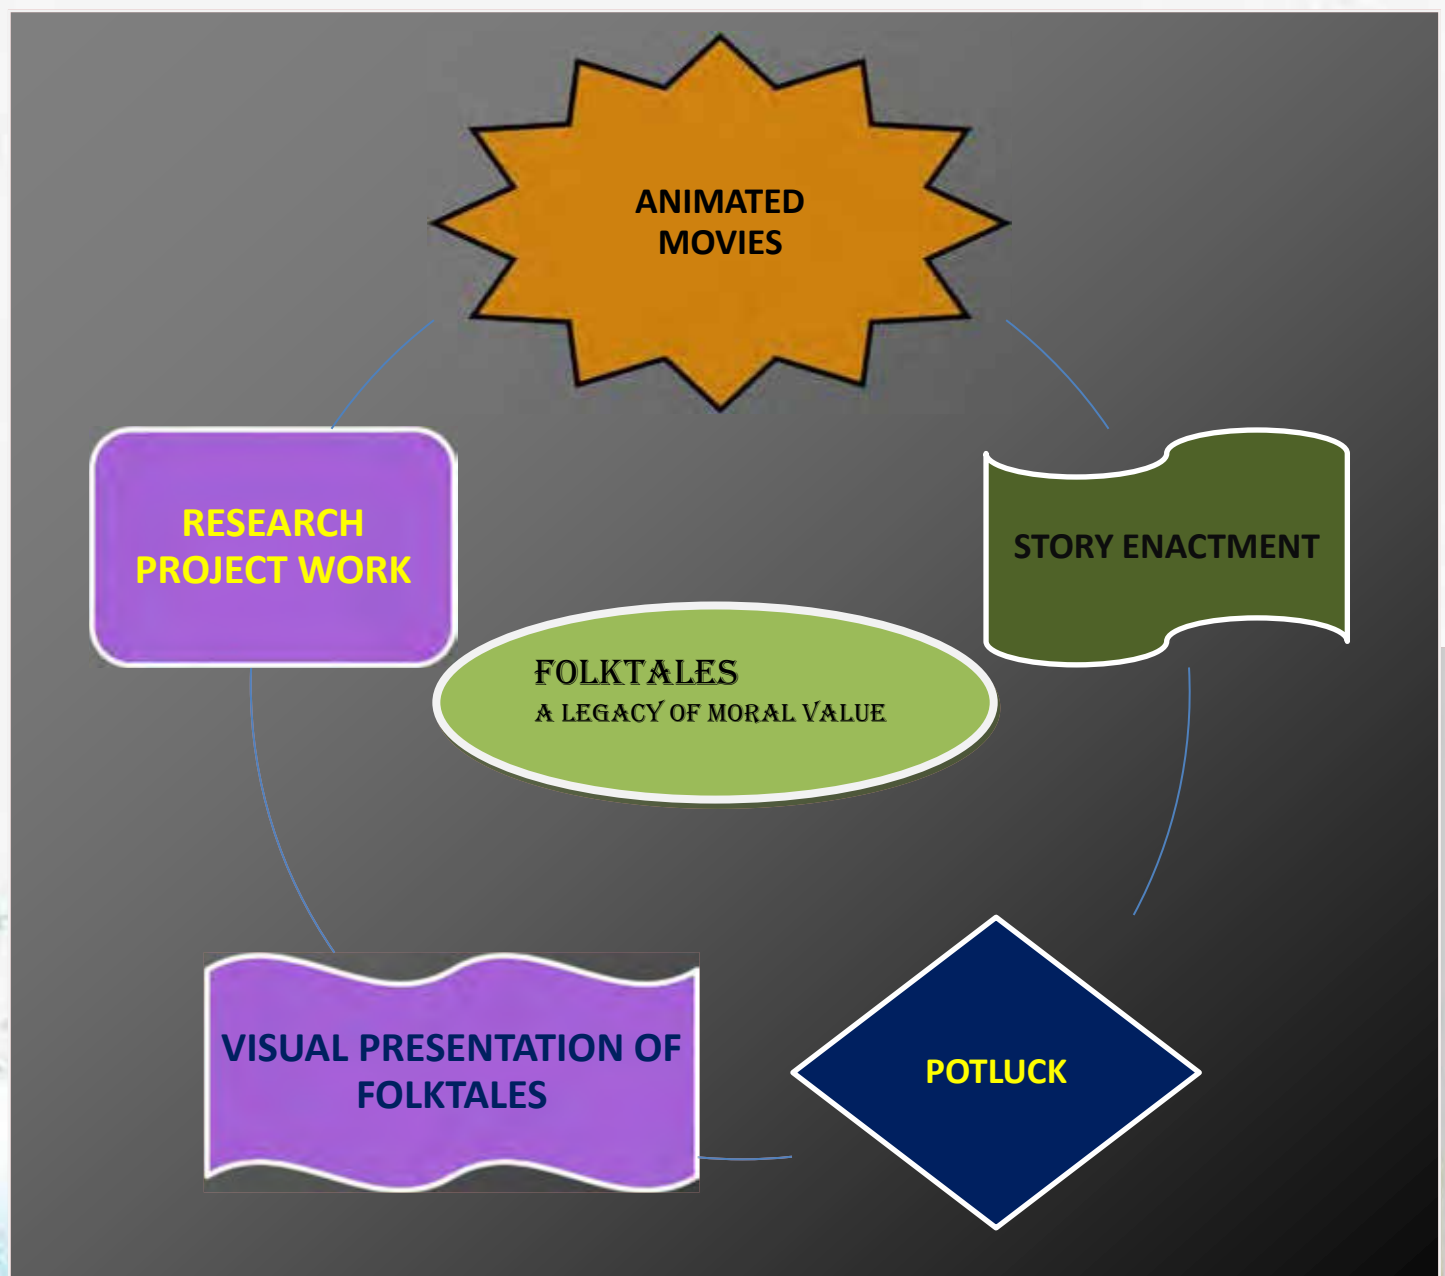 ANIMATED
MOVIES
RESEARCH
PROJECT WORK
STORY ENACTMENT
FOLKTALES
A LEGACY OF MORAL VALUE
VISUAL PRESENTATION OF
FOLKTALES
POTLUCK